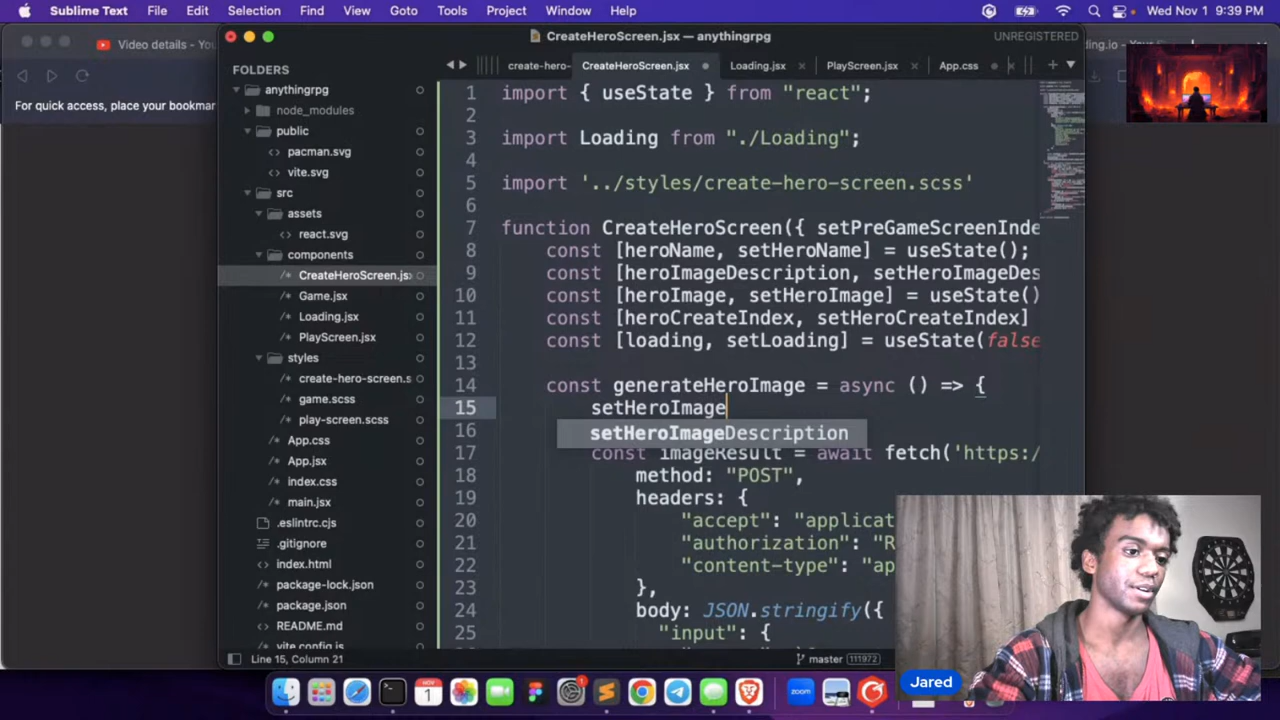 Sublime Text File Edit Selection Find View Goto Tools Project Window Help Wed Nov 1 9:39 PM
Video details - You
CreateHeroScreen.jsx — anythingrpg
UNREGISTERED
For quick access, place your bookmar
FOLDERS
anythingrpg
node_modules
public
pacman.svg
vite.svg
src
assets
react.svg
components
CreateHeroScreen.js
Game.jsx
Loading.jsx
PlayScreen.jsx
styles
create-hero-screen.s
game.scss
play-screen.scss
App.css
App.jsx
index.css
main.jsx
.eslintrc.cjs
.gitignore
index.html
package-lock.json
package.json
README.md
vite.config.js
create-hero- CreateHeroScreen.jsx Loading.jsx PlayScreen.jsx App.css
1 import { useState } from "react";
2
3 import Loading from "./Loading";
4
5 import '../styles/create-hero-screen.scss'
6
7 function CreateHeroScreen({ setPreGameScreenInde
8 const [heroName, setHeroName] = useState();
9 const [heroImageDescription, setHeroImageDes
10 const [heroImage, setHeroImage] = useState()
11 const [heroCreateIndex, setHeroCreateIndex]
12 const [loading, setLoading] = useState(false
13
14 const generateHeroImage = async () => {
15 setHeroImage
16 setHeroImageDescription
17 const imageResult = await fetch('https:/
18 method: "POST",
19 headers: {
20 "accept": "applicat
21 "authorization": "R
22 "content-type": "ap
23 },
24 body: JSON.stringify({
25 "input": {
Line 15, Column 21
master 111972
Jared
zoom